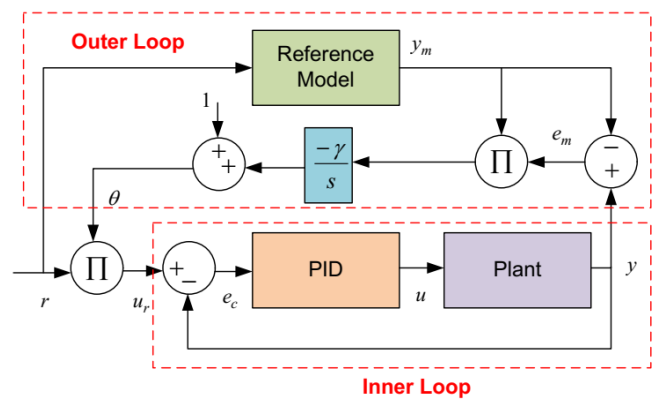 Outer Loop
Reference
Model
y_m
1
+
+
−γ
s
∏
e_m
−
+
θ
r
∏
u_r
+
−
e_c
PID
u
Plant
y
Inner Loop